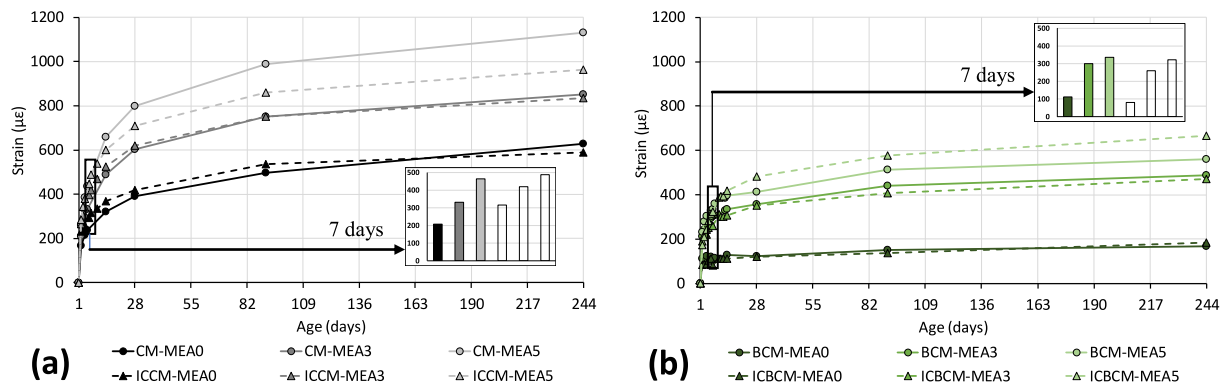 1200
1000
800
600
400
200
0
Strain (με)
1 28 55 82 109 136 163 190 217 244
Age (days)
7 days
500
400
300
200
100
0
(a)
CM-MEA0 CM-MEA3 CM-MEA5
ICCM-MEA0 ICCM-MEA3 ICCM-MEA5
1200
1000
800
600
400
200
0
Strain (με)
1 28 55 82 109 136 163 190 217 244
Age (days)
7 days
500
400
300
200
100
0
(b)
BCM-MEA0 BCM-MEA3 BCM-MEA5
ICBCM-MEA0 ICBCM-MEA3 ICBCM-MEA5